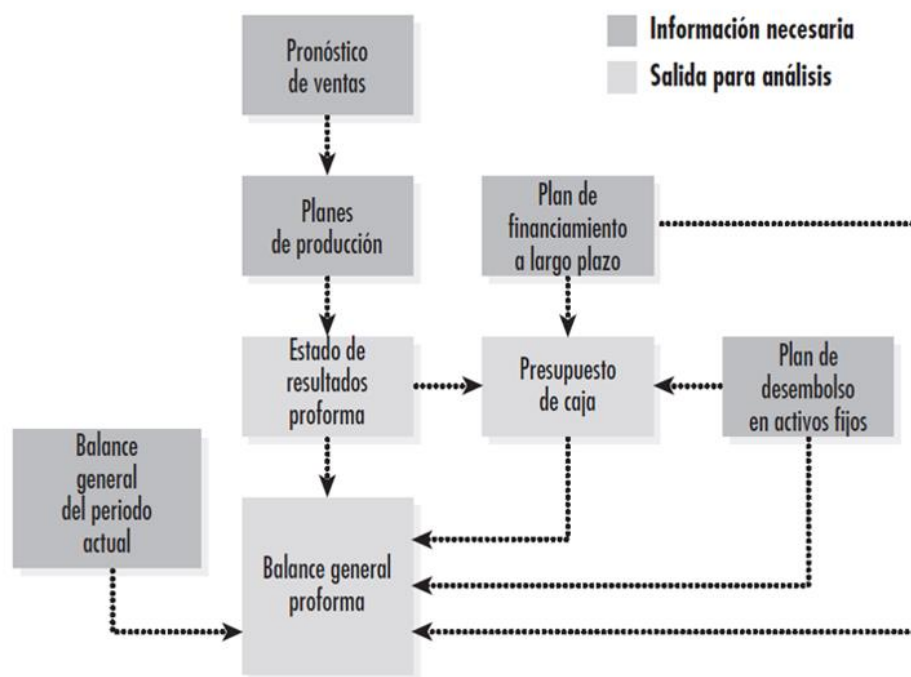 Pronóstico
de ventas
Información necesaria
Salida para análisis
Planes
de producción
Plan de
financiamiento
a largo plazo
Estado de
resultados
proforma
Presupuesto
de caja
Plan de
desembolso
en activos fijos
Balance
general
del periodo
actual
Balance general
proforma